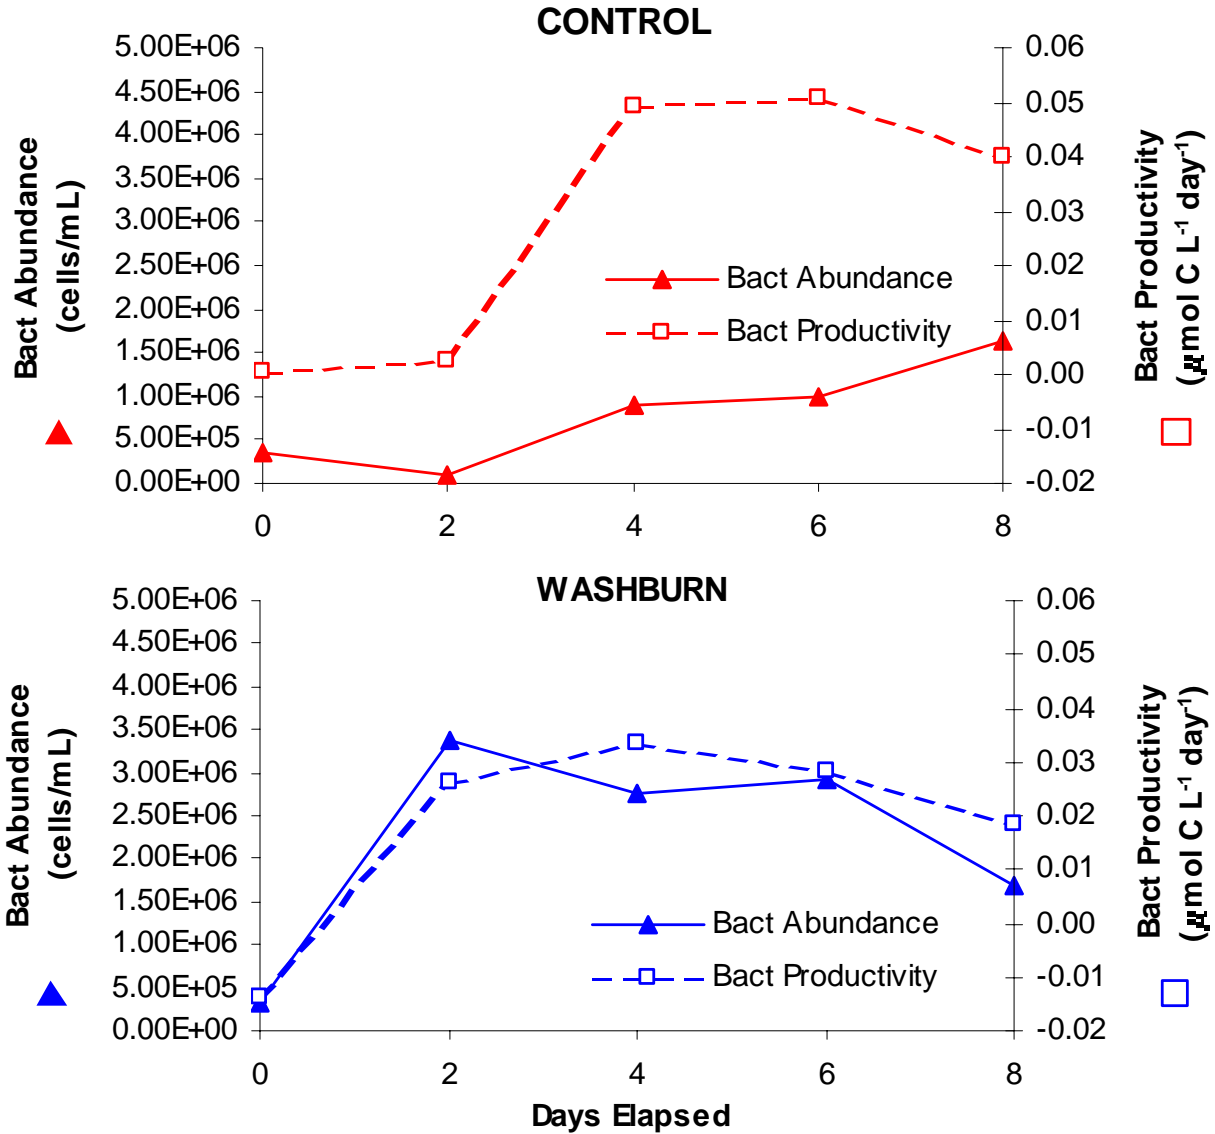 CONTROL
5.00E+06
4.50E+06
4.00E+06
3.50E+06
3.00E+06
2.50E+06
2.00E+06
1.50E+06
1.00E+06
5.00E+05
0.00E+00
Bact Abundance
(cells/mL)
0.06
0.05
0.04
0.03
0.02
0.01
0.00
-0.01
-0.02
Bact Productivity
(μmol C L⁻¹ day⁻¹)
Bact Abundance
Bact Productivity
0 2 4 6 8
WASHBURN
5.00E+06
4.50E+06
4.00E+06
3.50E+06
3.00E+06
2.50E+06
2.00E+06
1.50E+06
1.00E+06
5.00E+05
0.00E+00
Bact Abundance
(cells/mL)
0.06
0.05
0.04
0.03
0.02
0.01
0.00
-0.01
-0.02
Bact Productivity
(μmol C L⁻¹ day⁻¹)
Bact Abundance
Bact Productivity
0 2 4 6 8
Days Elapsed